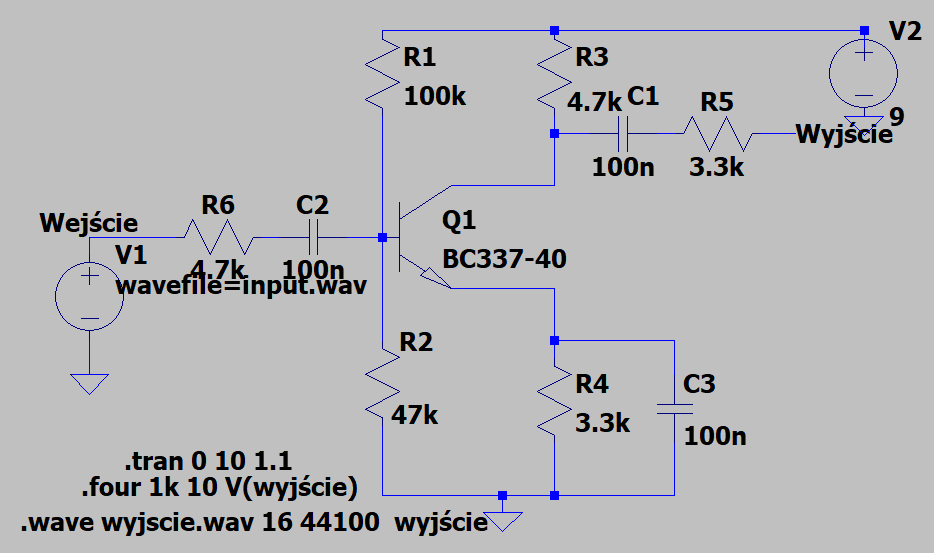 V2
9
R1
100k
R3
4.7k
C1
100n
R5
3.3k
Wyjście
Wejście
V1
wavefile=input.wav
R6
4.7k
C2
100n
Q1
BC337-40
R2
47k
R4
3.3k
C3
100n
.tran 0 10 1.1
.four 1k 10 V(wyjście)
.wave wyjscie.wav 16 44100 wyjście